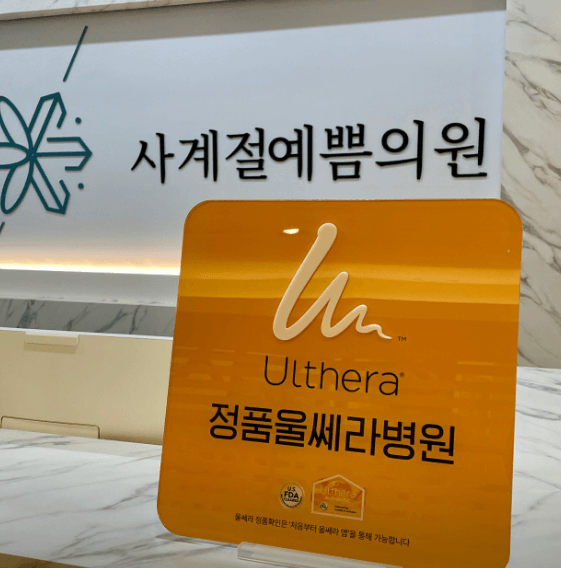 사계절예쁨의원
Ulthera®
정품울쎄라병원
U.S.
FDA
Ulthera
울쎄라 정품확인은 '처음부터 울쎄라 앱'을 통해 가능합니다